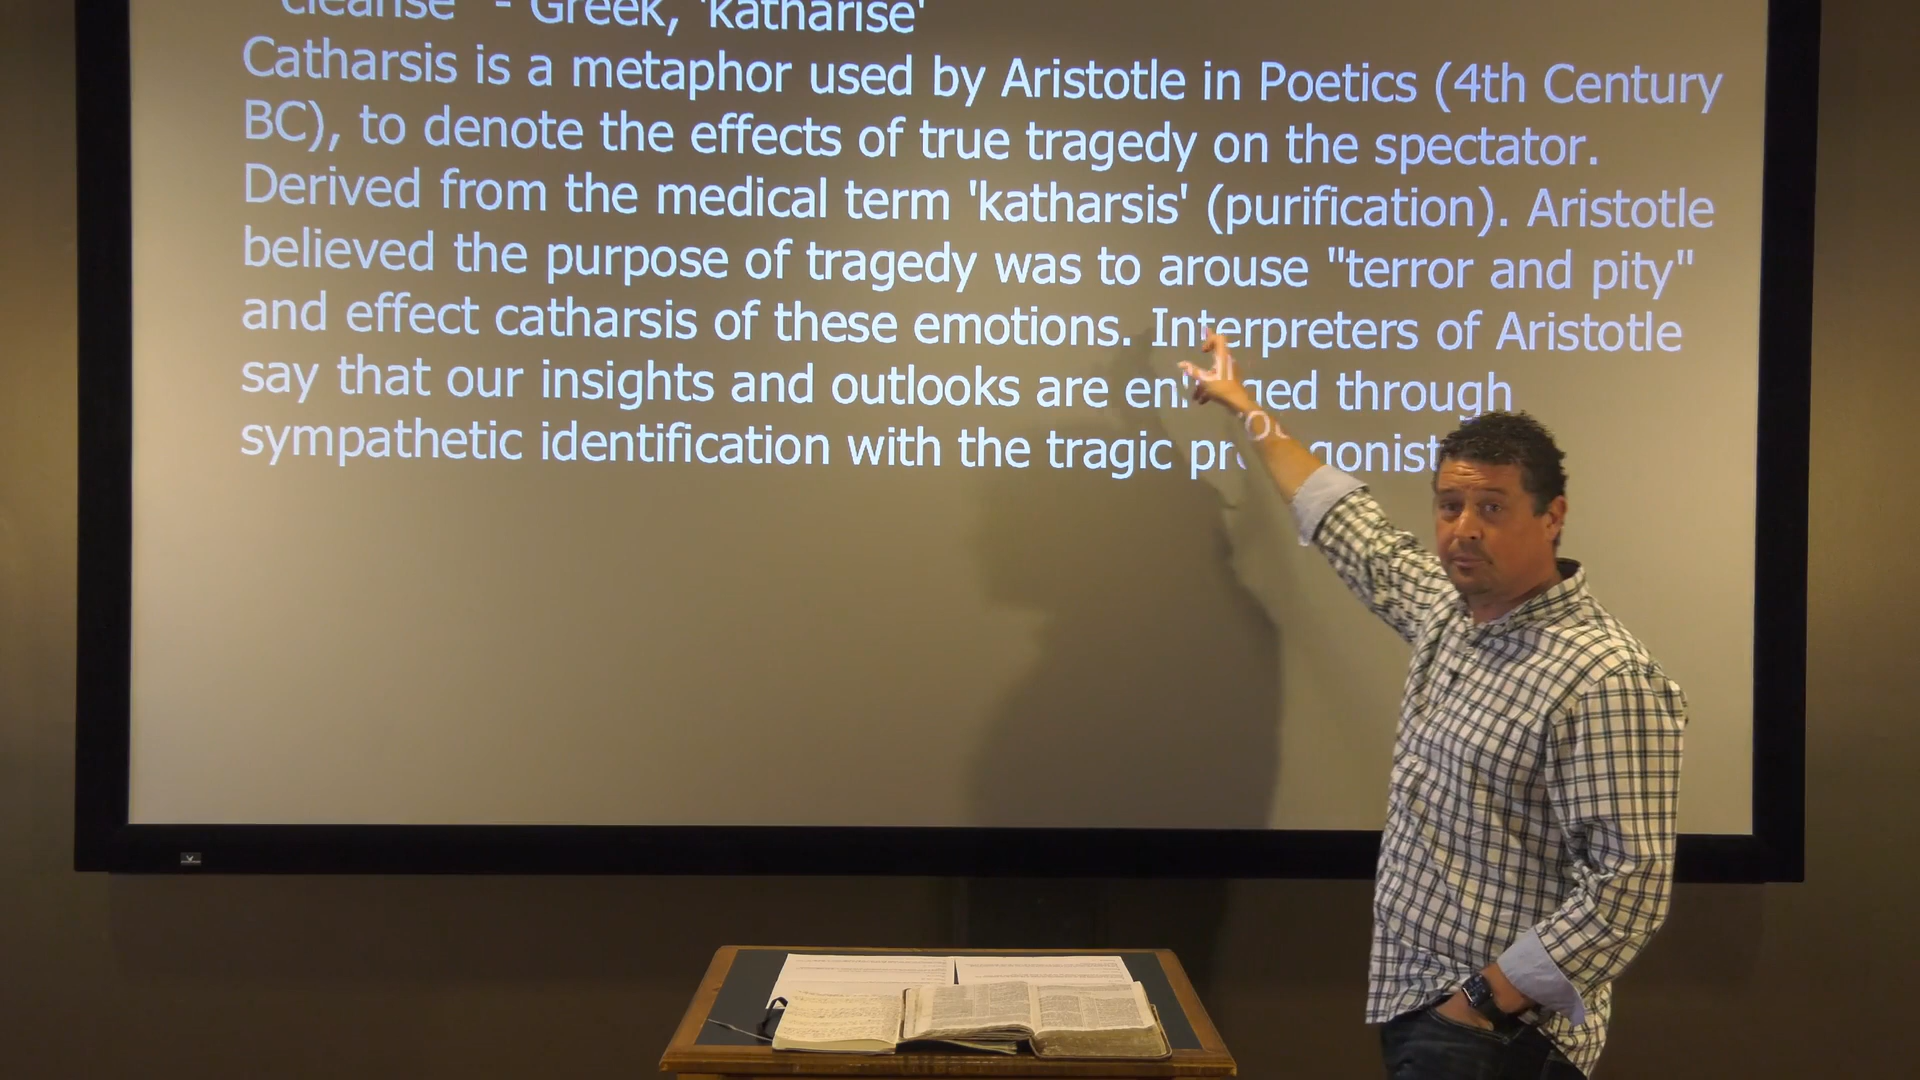 "cleanse" - Greek, 'katharise'
Catharsis is a metaphor used by Aristotle in Poetics (4th Century
BC), to denote the effects of true tragedy on the spectator.
Derived from the medical term 'katharsis' (purification). Aristotle
believed the purpose of tragedy was to arouse "terror and pity"
and effect catharsis of these emotions. Interpreters of Aristotle
say that our insights and outlooks are through
sympathetic identification with the tragic